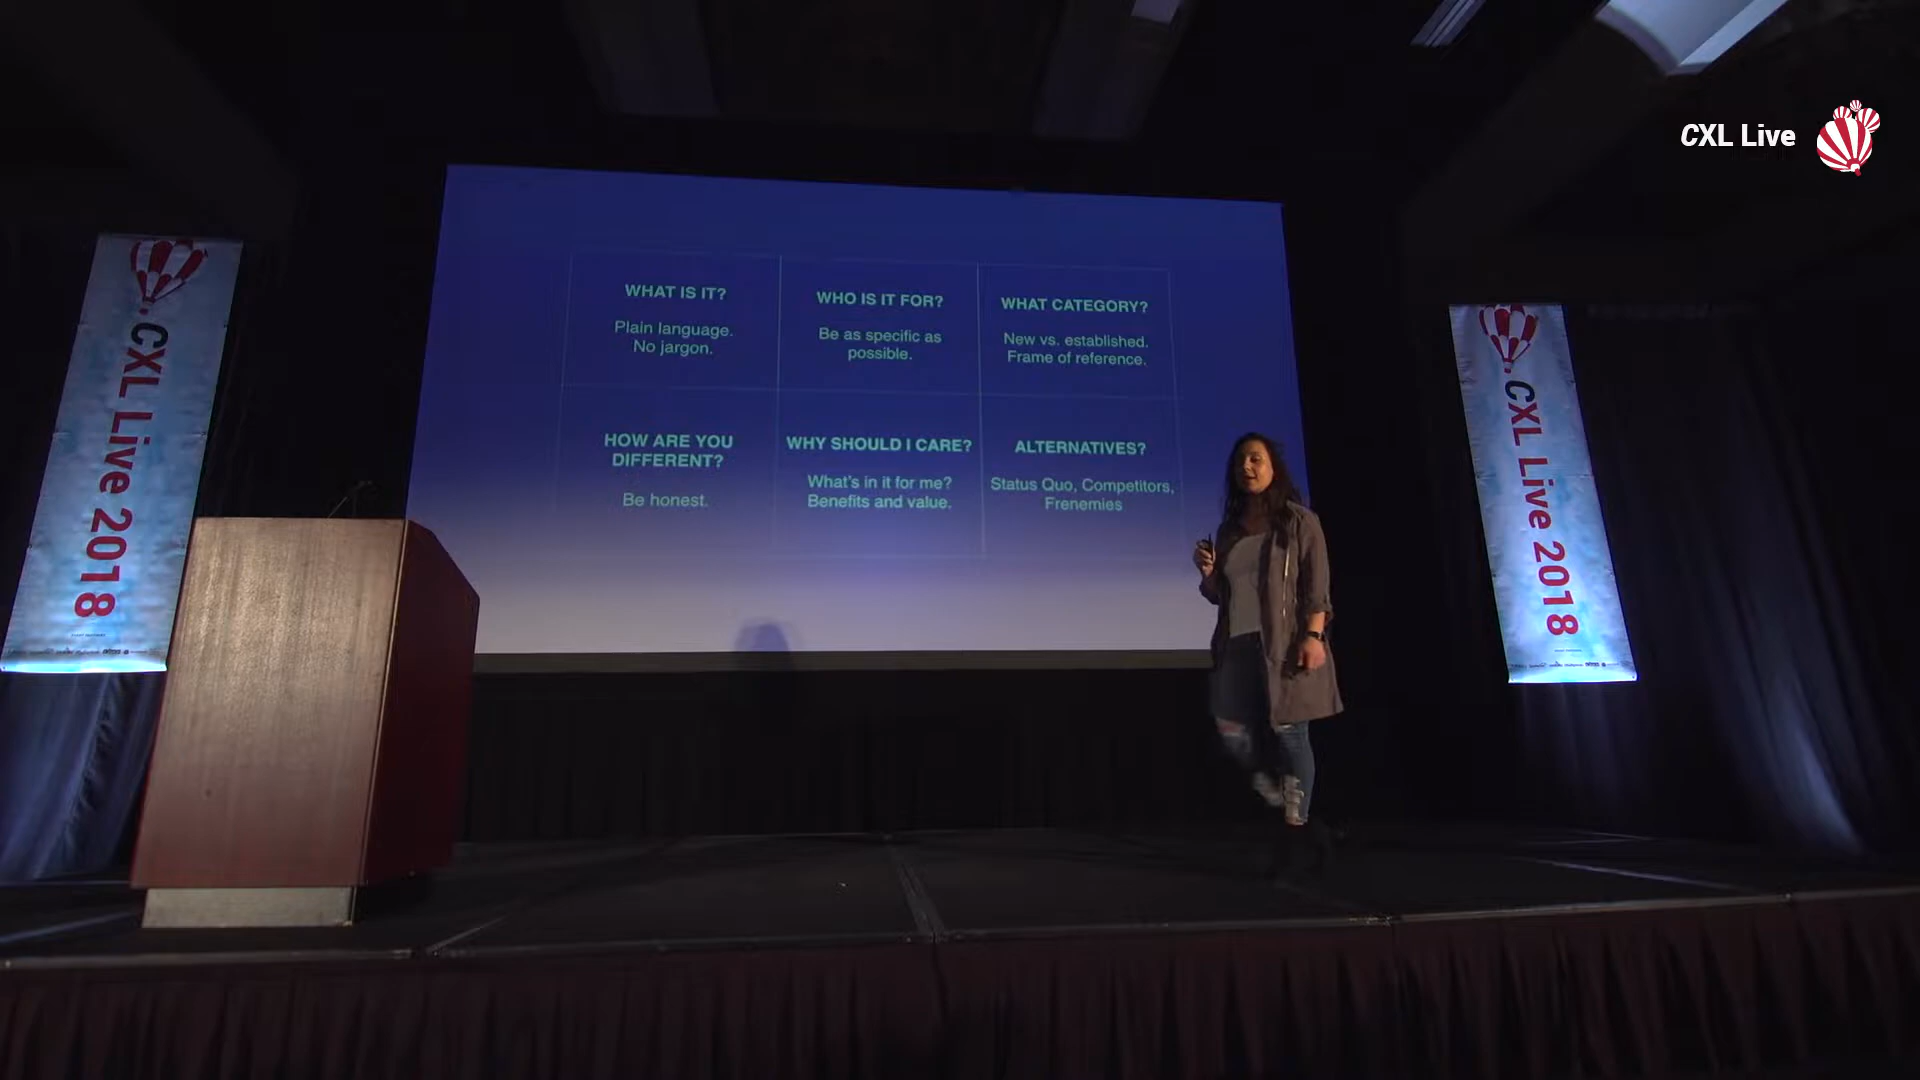 CXL Live
WHAT IS IT?
Plain language.
No jargon.
WHO IS IT FOR?
Be as specific as
possible.
WHAT CATEGORY?
New vs. established.
Frame of reference.
HOW ARE YOU
DIFFERENT?
Be honest.
WHY SHOULD I CARE?
What's in it for me?
Benefits and value.
ALTERNATIVES?
Status Quo, Competitors,
Frenemies
CXL Live 2018
CXL Live 2018